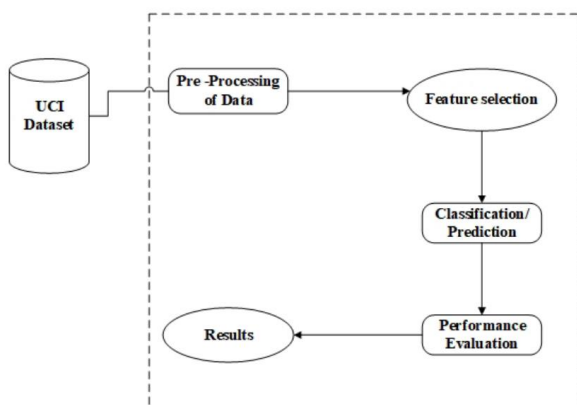 UCI
Dataset
Pre -Processing
of Data
Feature selection
Classification/
Prediction
Performance
Evaluation
Results